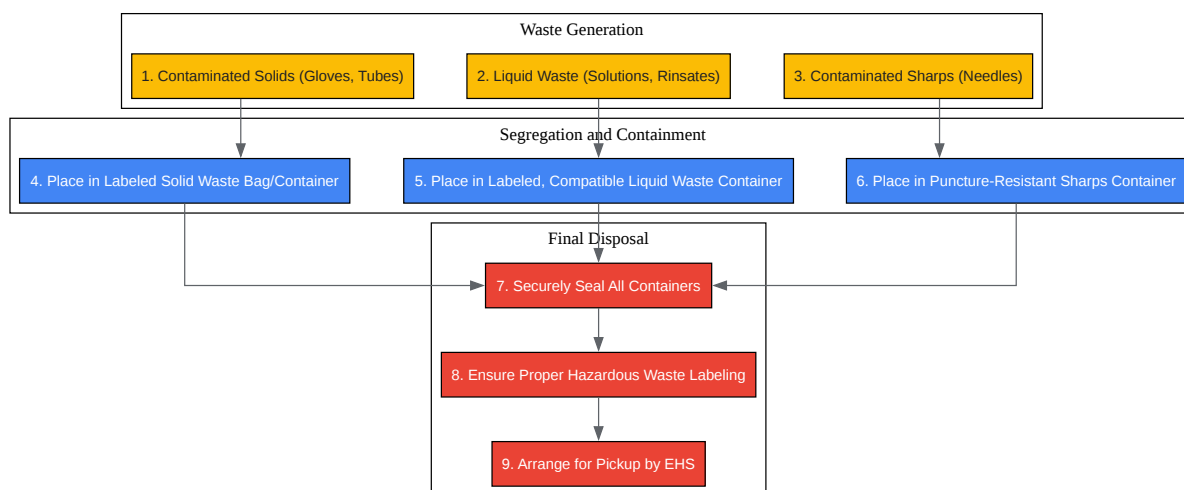 Waste Generation
1. Contaminated Solids (Gloves, Tubes)
2. Liquid Waste (Solutions, Rinsates)
3. Contaminated Sharps (Needles)
Segregation and Containment
4. Place in Labeled Solid Waste Bag/Container
5. Place in Labeled, Compatible Liquid Waste Container
6. Place in Puncture-Resistant Sharps Container
Final Disposal
7. Securely Seal All Containers
8. Ensure Proper Hazardous Waste Labeling
9. Arrange for Pickup by EHS